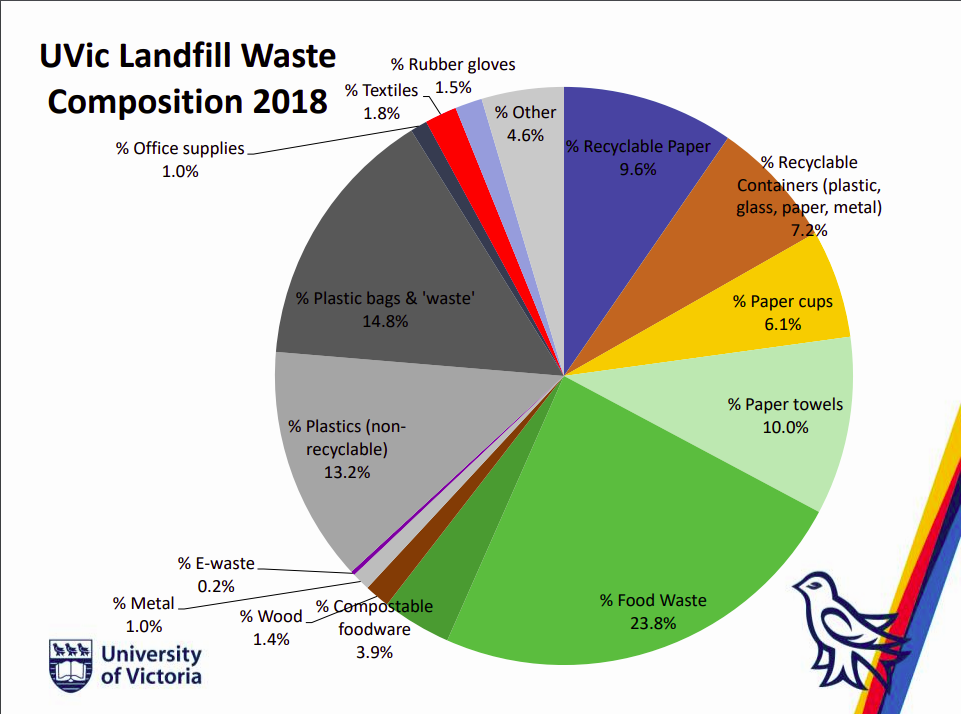 UVic Landfill Waste
Composition 2018
% Rubber gloves
1.5%
% Textiles
1.8%
% Other
4.6%
% Office supplies
1.0%
% Recyclable Paper
9.6%
% Recyclable
Containers (plastic,
glass, paper, metal)
7.2%
% Plastic bags & 'waste'
14.8%
% Paper cups
6.1%
% Paper towels
10.0%
% Plastics (non-
recyclable)
13.2%
% E-waste
0.2%
% Metal
1.0%
% Wood
1.4%
% Compostable
foodware
3.9%
% Food Waste
23.8%
University
of Victoria